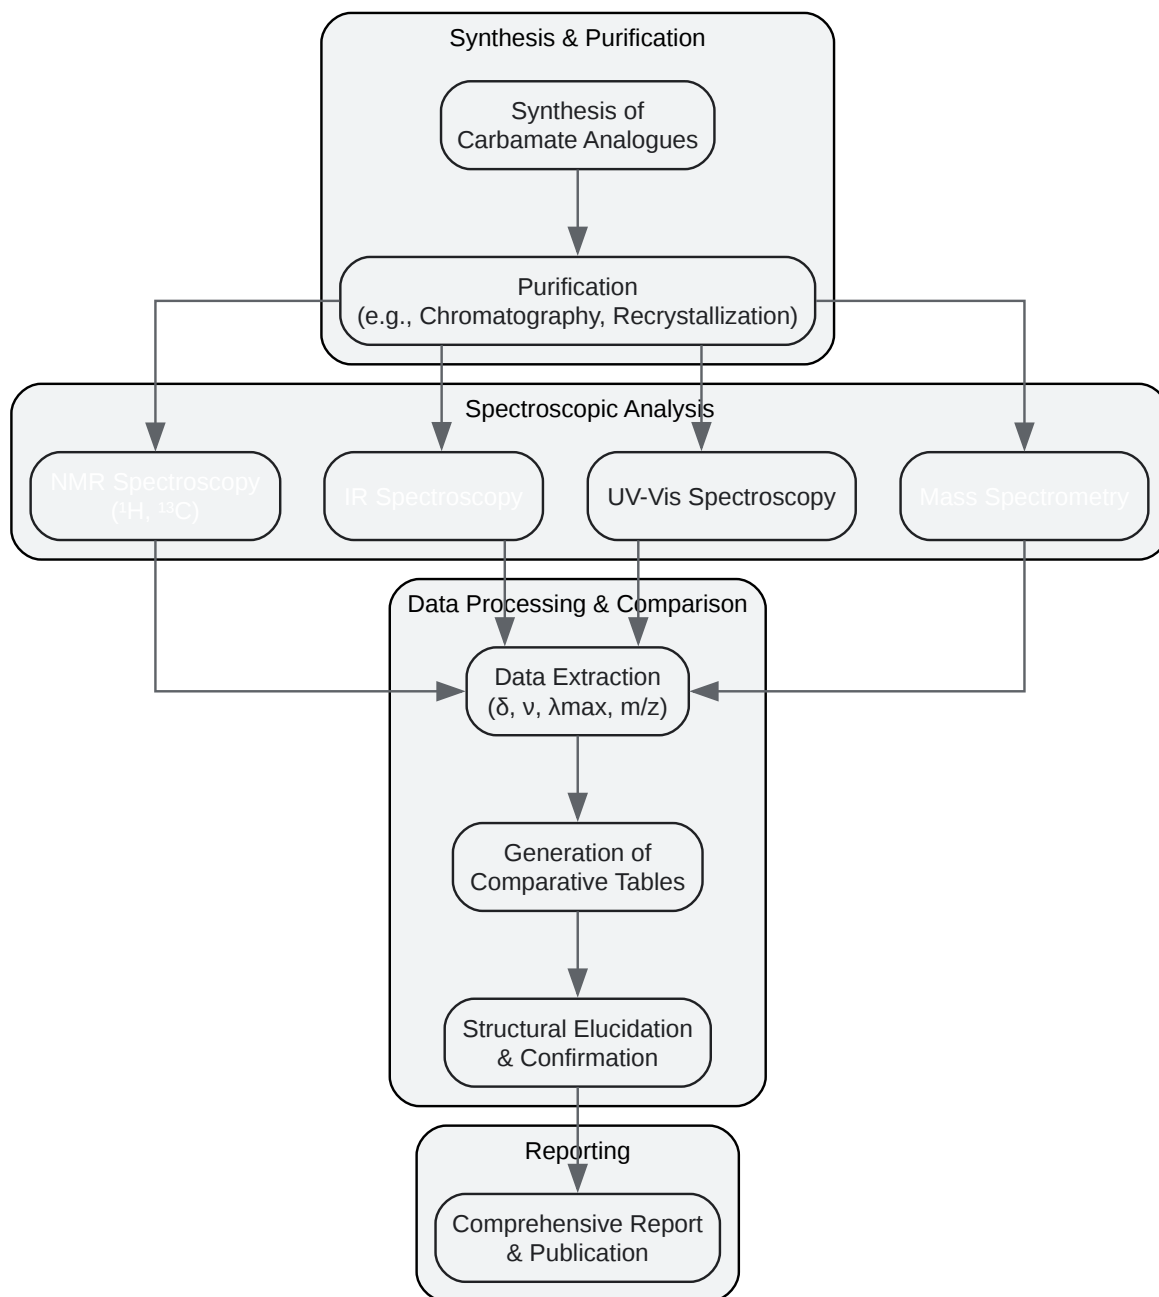 Synthesis & Purification
Synthesis of
Carbamate Analogues
Purification
(e.g., Chromatography, Recrystallization)
Spectroscopic Analysis
NMR Spectroscopy
(¹H, ¹³C)
IR Spectroscopy
UV-Vis Spectroscopy
Mass Spectrometry
Data Processing & Comparison
Data Extraction
(δ, ν, λmax, m/z)
Generation of
Comparative Tables
Structural Elucidation
& Confirmation
Reporting
Comprehensive Report
& Publication